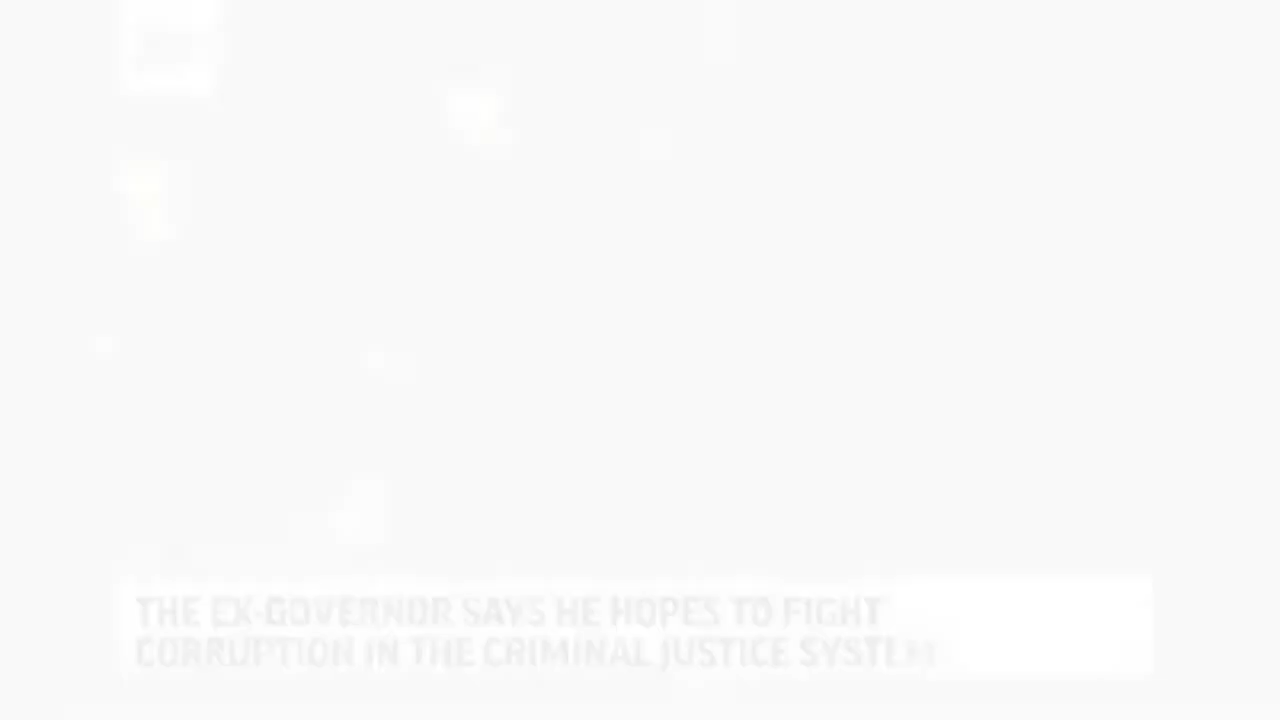 THE EX-GOVERNOR SAYS HE HOPES TO FIGHT
CORRUPTION IN THE CRIMINAL JUSTICE SYSTEM